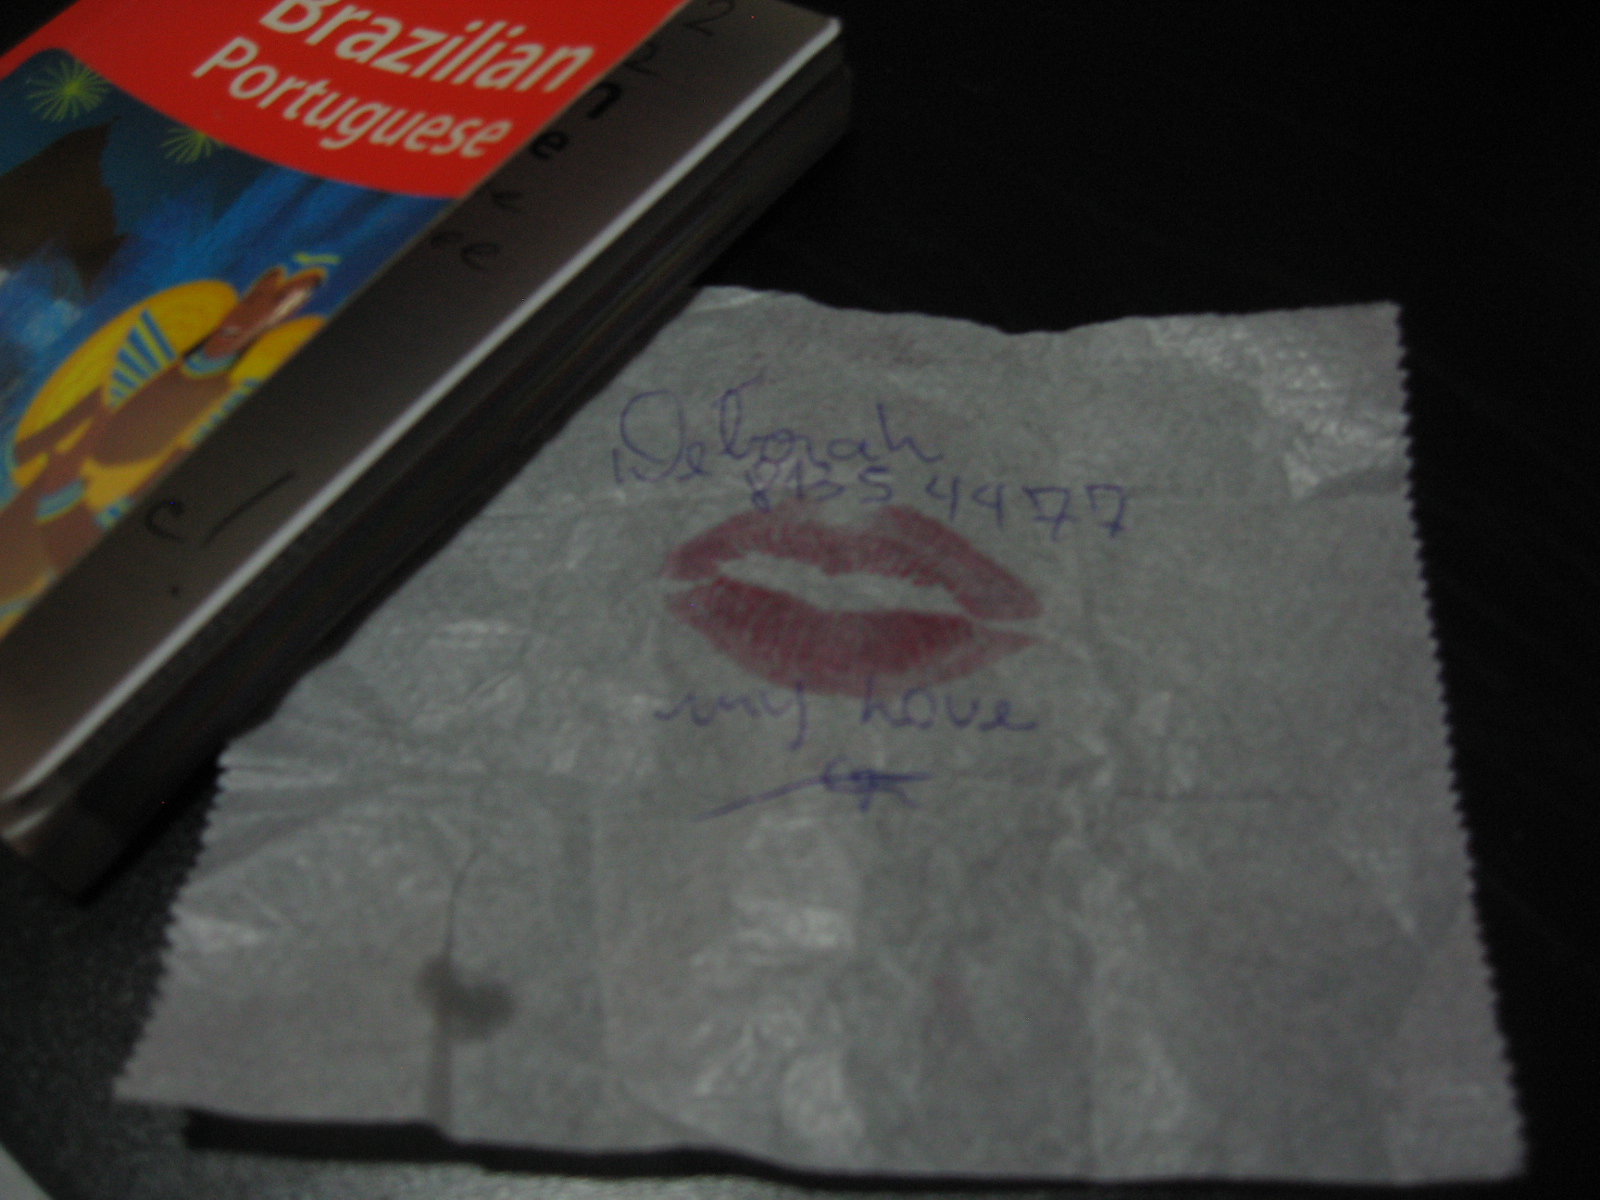 Brazilian
Portuguese
Deborah
8135 4477
my Love